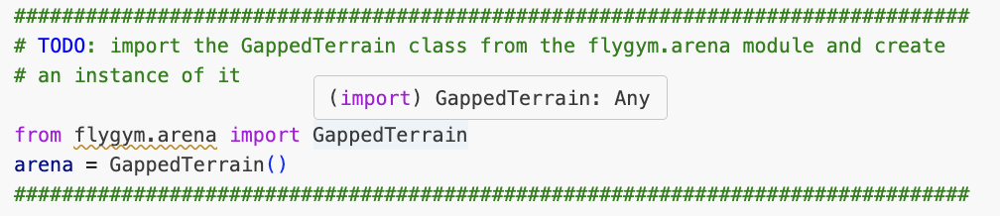 ################################################################################
# TODO: import the GappedTerrain class from the flygym.arena module and create
# an instance of it
(import) GappedTerrain: Any
from flygym.arena import GappedTerrain
arena = GappedTerrain()
################################################################################